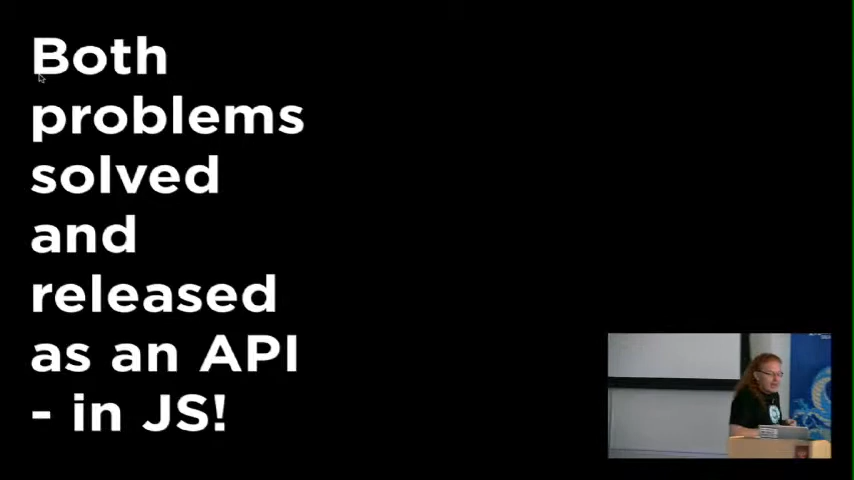 Both
problems
solved
and
released
as an API
- in JS!